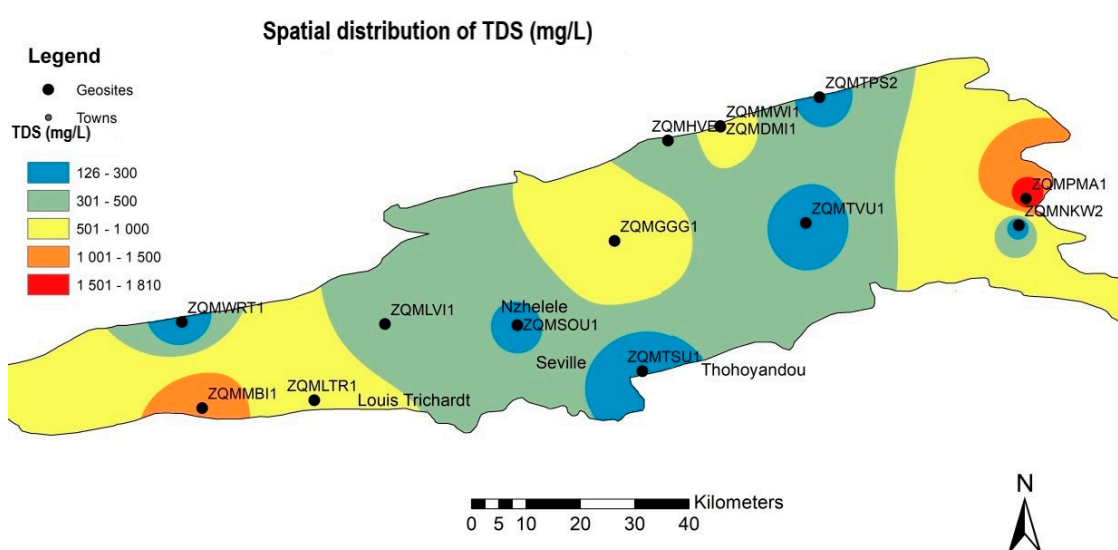 Spatial distribution of TDS (mg/L)
Legend
Geosites
Towns
TDS (mg/L)
126 - 300
301 - 500
501 - 1 000
1 001 - 1 500
1 501 - 1 810
ZQMTPS2
ZQMMWI1
ZQMHVE
ZQMDMI1
ZQMPMA1
ZQMNKW2
ZQMTVU1
ZQMGGG1
ZQMWRT1
ZQMLVI1
Nzhelele
ZQMSOU1
ZQMTSU1
Seville
Thohoyandou
ZQMMBI1
ZQMLTR1
Louis Trichardt
Kilometers
0 5 10 20 30 40
N